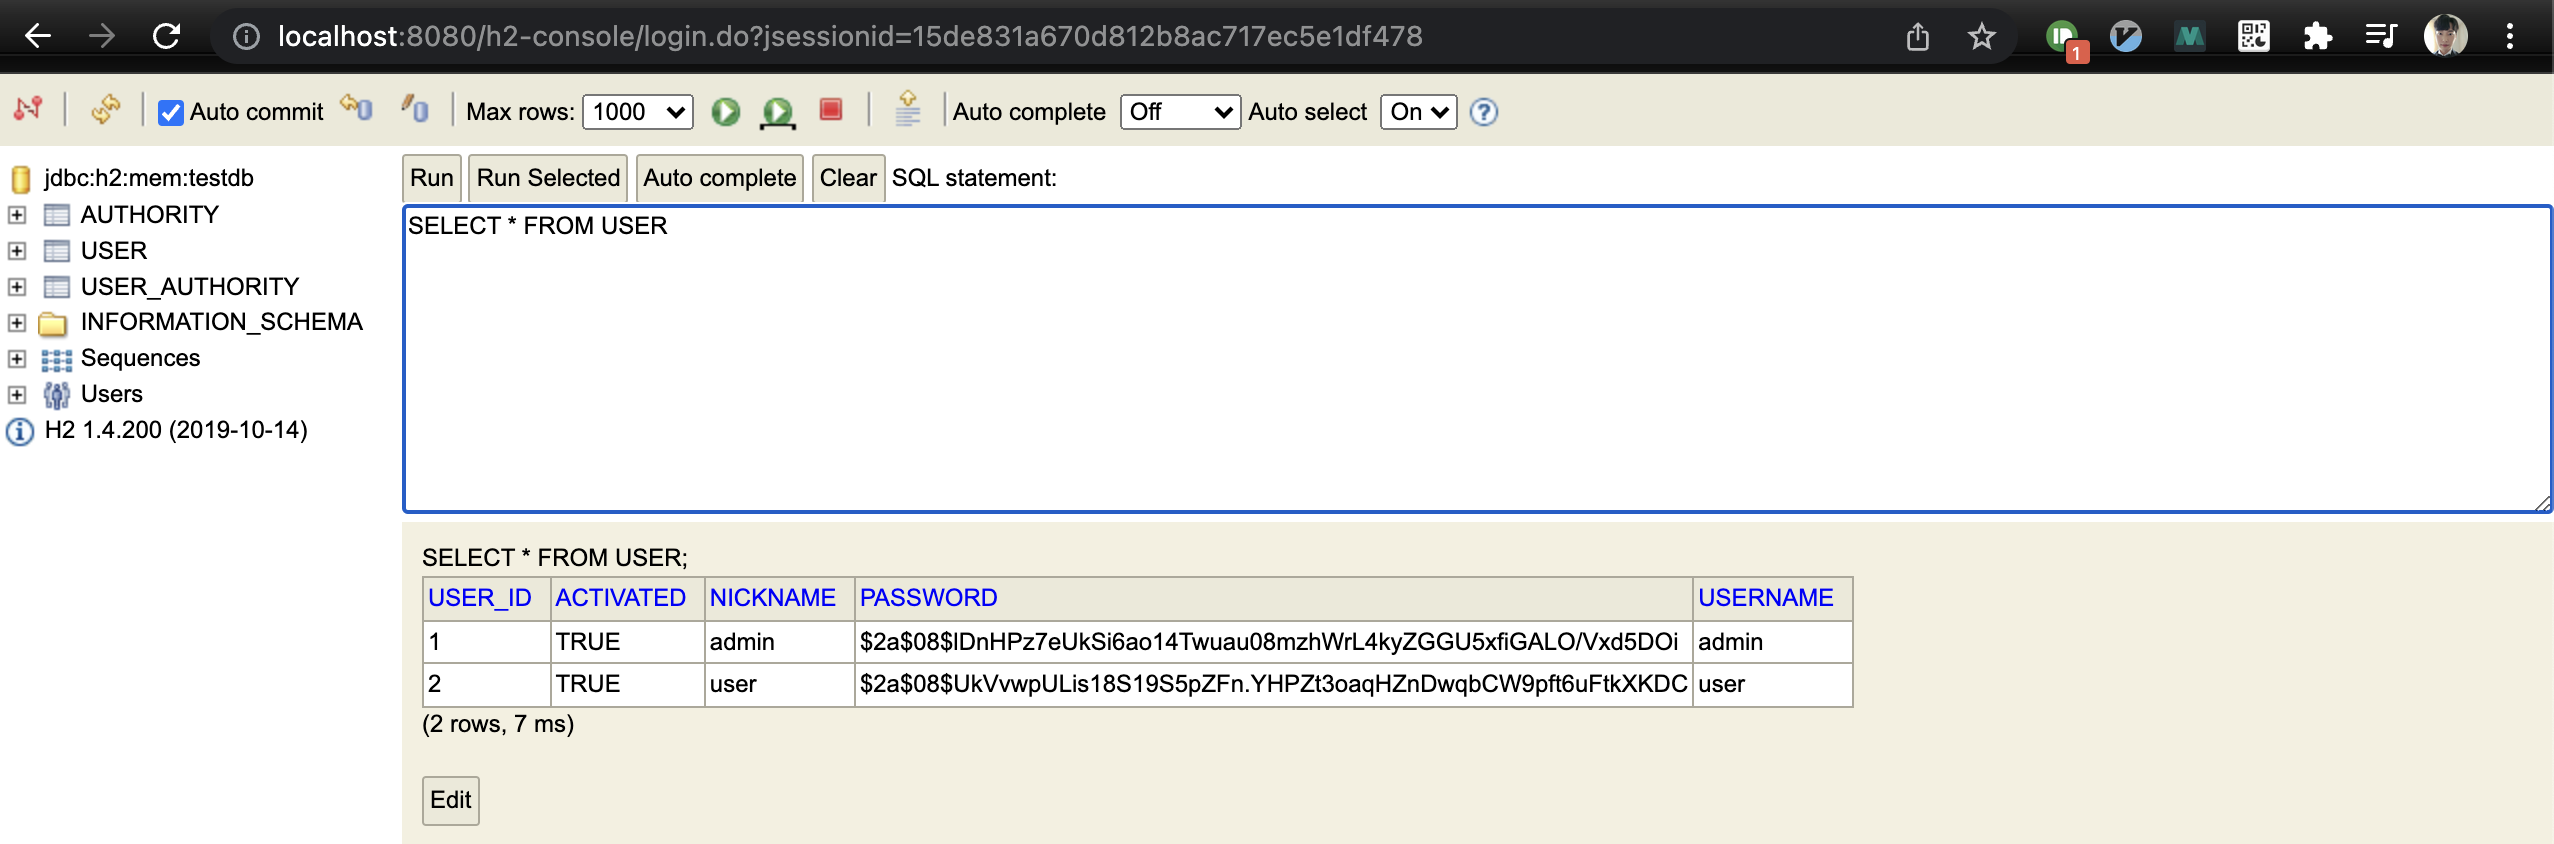 localhost:8080/h2-console/login.do?jsessionid=15de831a670d812b8ac717ec5e1df478
1
Auto commit Max rows: 1000 Auto complete Off Auto select On
jdbc:h2:mem:testdb
AUTHORITY
USER
USER_AUTHORITY
INFORMATION_SCHEMA
Sequences
Users
H2 1.4.200 (2019-10-14)
Run Run Selected Auto complete Clear SQL statement:
SELECT * FROM USER
SELECT * FROM USER;
USER_ID ACTIVATED NICKNAME PASSWORD USERNAME
1 TRUE admin $2a$08$lDnHPz7eUkSi6ao14Twuau08mzhWrL4kyZGGU5xfiGALO/Vxd5DOi admin
2 TRUE user $2a$08$UkVvwpULis18S19S5pZFn.YHPZt3oaqHZnDwqbCW9pft6uFtkXKDC user
(2 rows, 7 ms)
Edit